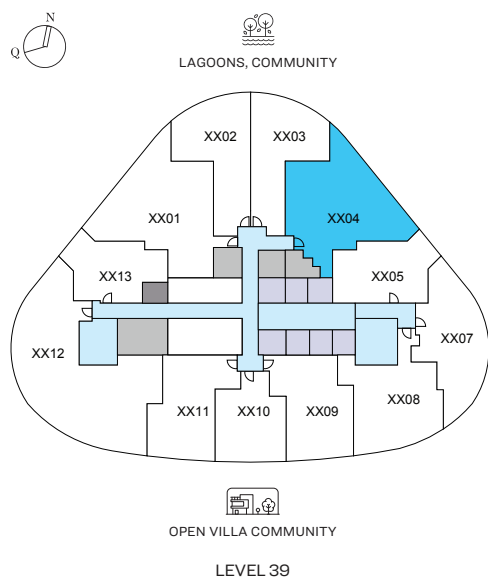 N
Q
LAGOONS, COMMUNITY
XX02
XX03
XX01
XX04
XX13
XX05
XX12
XX07
XX11
XX10
XX09
XX08
OPEN VILLA COMMUNITY
LEVEL 39